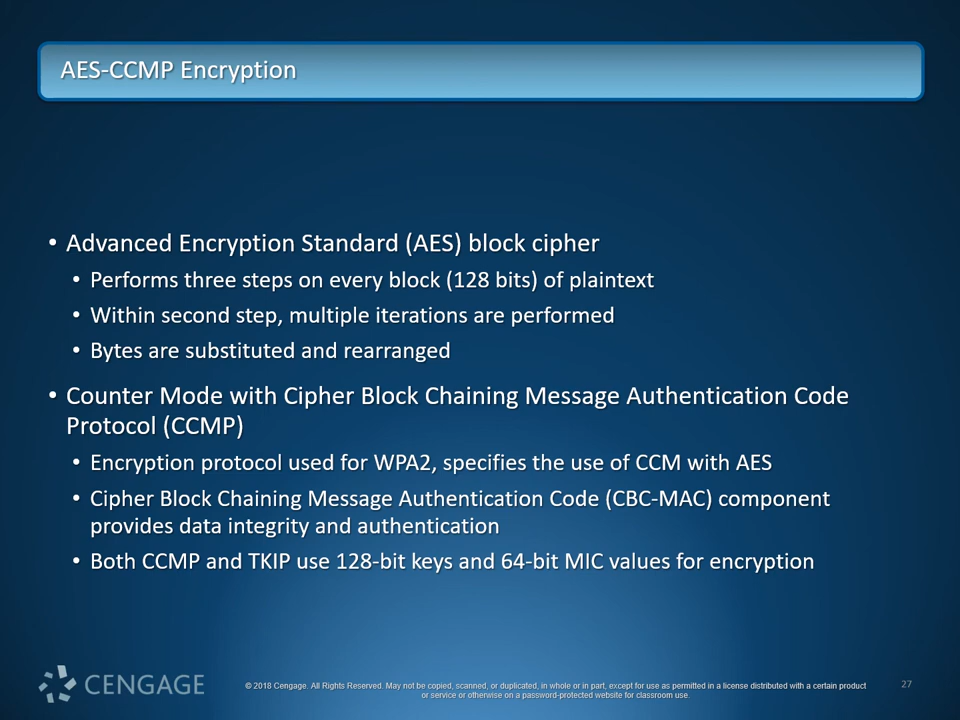 AES-CCMP Encryption
• Advanced Encryption Standard (AES) block cipher
• Performs three steps on every block (128 bits) of plaintext
• Within second step, multiple iterations are performed
• Bytes are substituted and rearranged
• Counter Mode with Cipher Block Chaining Message Authentication Code
Protocol (CCMP)
• Encryption protocol used for WPA2, specifies the use of CCM with AES
• Cipher Block Chaining Message Authentication Code (CBC-MAC) component
provides data integrity and authentication
• Both CCMP and TKIP use 128-bit keys and 64-bit MIC values for encryption
CENGAGE
© 2018 Cengage. All Rights Reserved. May not be copied, scanned, or duplicated, in whole or in part, except for use as permitted in a license distributed with a certain product
or service or otherwise on a password-protected website for classroom use.
27